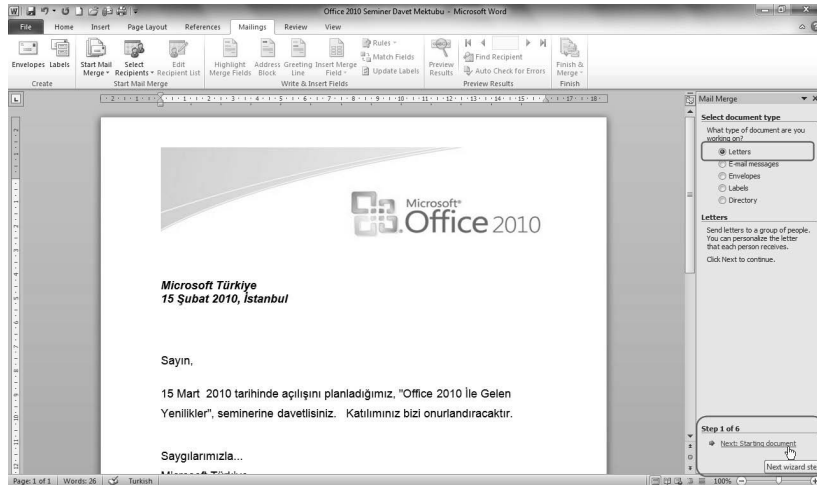 Office 2010 Seminer Davet Mektubu - Microsoft Word
File Home Insert Page Layout References Mailings Review View
Envelopes Labels
Create
Start Mail Merge
Select Recipients
Edit Recipient List
Start Mail Merge
Highlight Merge Fields
Address Block
Greeting Line
Insert Merge Field
Rules
Match Fields
Update Labels
Write & Insert Fields
Preview Results
Find Recipient
Auto Check for Errors
Preview Results
Finish & Merge
Finish
Microsoft®
Office 2010
Microsoft Türkiye
15 Şubat 2010, İstanbul
Sayın,
15 Mart 2010 tarihinde açılışını planladığımız, "Office 2010 İle Gelen
Yenilikler", seminerine davetlisiniz. Katılımınız bizi onurlandıracaktır.
Saygılarımızla...
Mail Merge
Select document type
What type of document are you
working on?
Letters
E-mail messages
Envelopes
Labels
Directory
Letters
Send letters to a group of people.
You can personalize the letter
that each person receives.
Click Next to continue.
Step 1 of 6
Next: Starting document
Next wizard ste
Page: 1 of 1 Words: 26 Turkish 100%